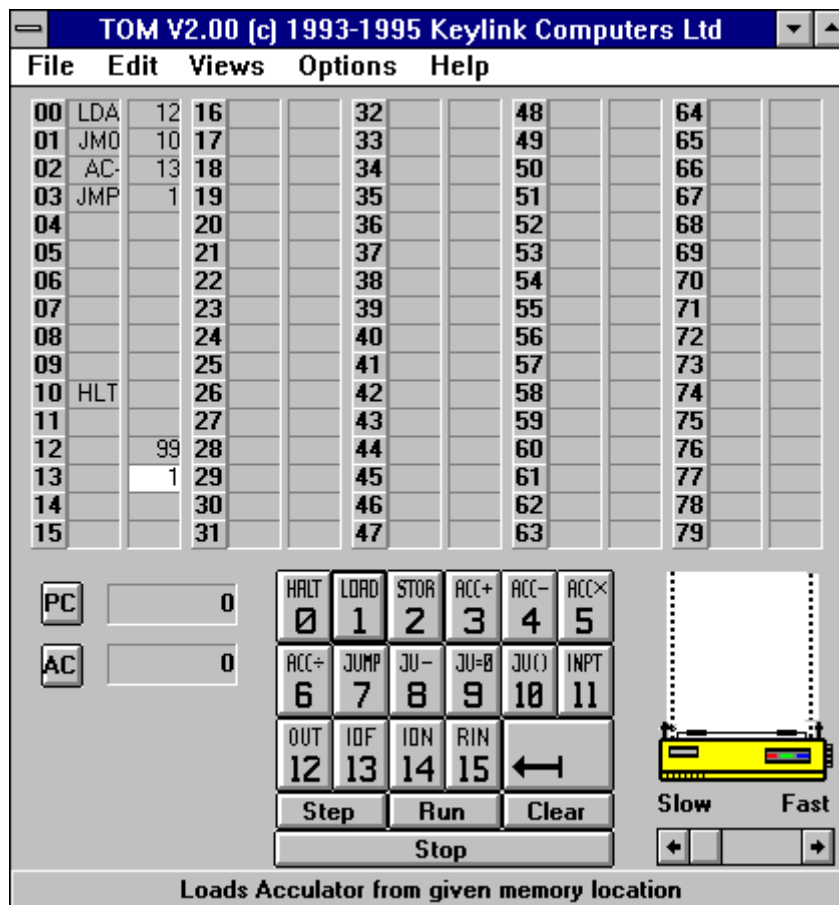 TOM V2.00 (c) 1993-1995 Keylink Computers Ltd
File Edit Views Options Help
00 LDA 12 16 32 48 64
01 JM0 10 17 33 49 65
02 AC- 13 18 34 50 66
03 JMP 1 19 35 51 67
04 20 36 52 68
05 21 37 53 69
06 22 38 54 70
07 23 39 55 71
08 24 40 56 72
09 25 41 57 73
10 HLT 26 42 58 74
11 27 43 59 75
12 99 28 44 60 76
13 1 29 45 61 77
14 30 46 62 78
15 31 47 63 79
PC 0
AC 0
HALT LOAD STOR ACC+ ACC- ACC×
0 1 2 3 4 5
ACC÷ JUMP JU- JU=0 JU() INPT
6 7 8 9 10 11
OUT IOF ION RIN
12 13 14 15
Step Run Clear
Stop
Slow Fast
Loads Acculator from given memory location